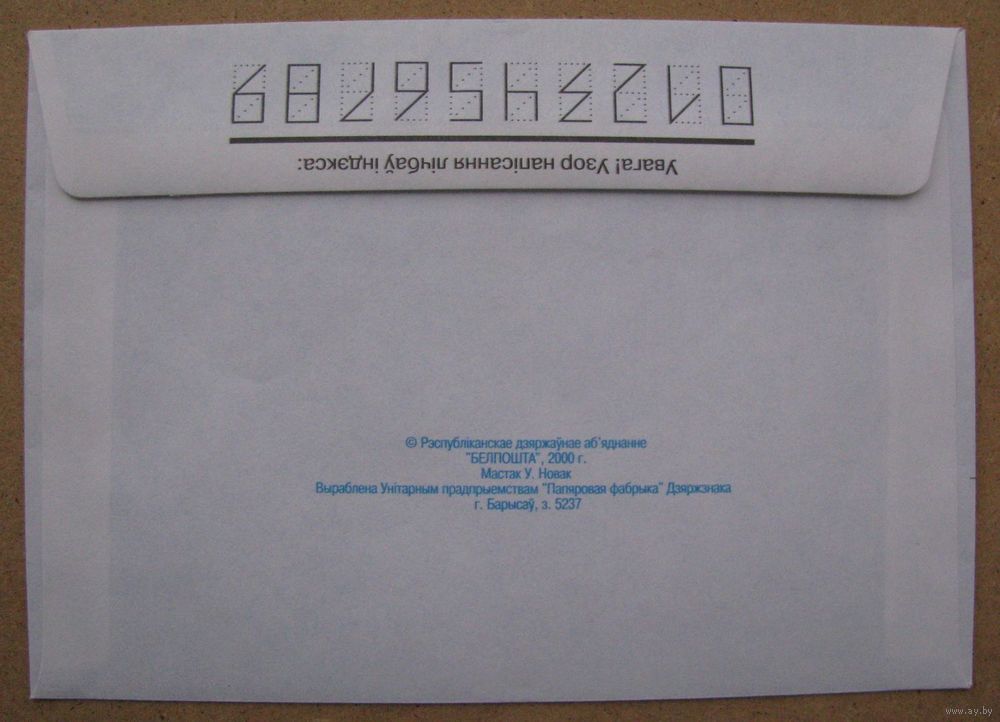 Увага! Узор напісання лічбаў індэкса:
0123456789
© Рэспубліканскае дзяржаўнае аб'яднанне
"БЕЛПОШТА", 2000 г.
Мастак У. Новак
Выраблена Унітарным прадпрыемствам "Папяровая фабрыка" Дзяржзнака
г. Барысаў, з. 5237
www.ay.by